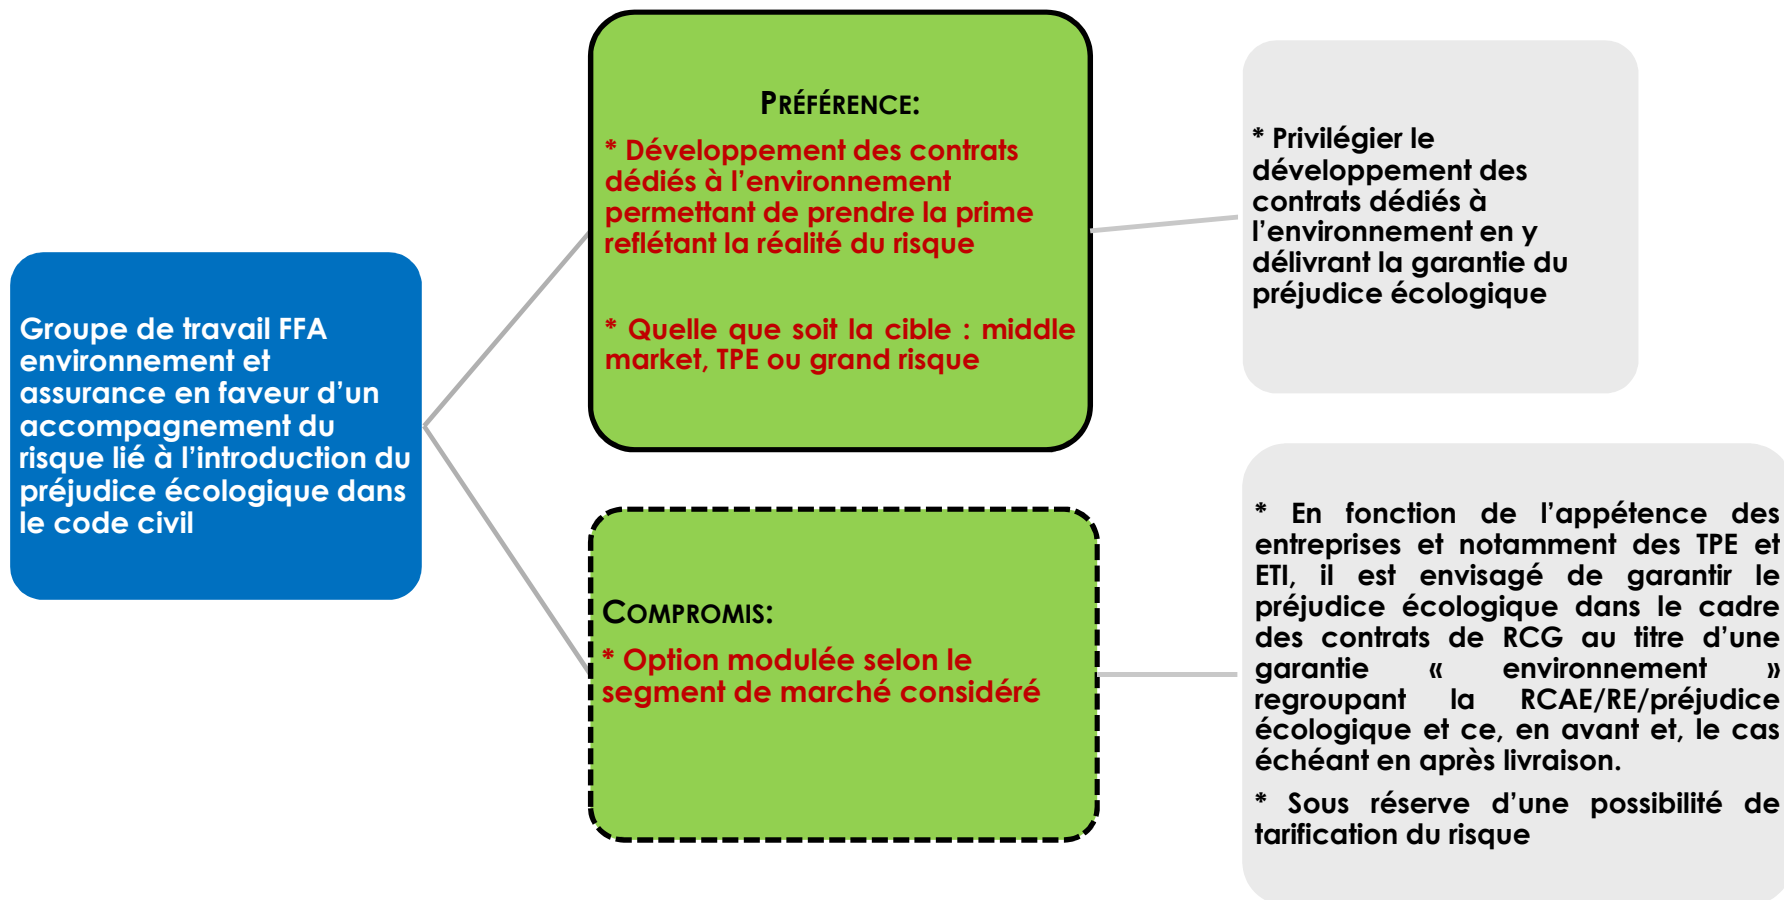 Groupe de travail FFA
environnement et
assurance en faveur d’un
accompagnement du
risque lié à l’introduction du
préjudice écologique dans
le code civil
PRÉFÉRENCE:
* Développement des contrats
dédiés à l’environnement
permettant de prendre la prime
reflétant la réalité du risque
* Quelle que soit la cible : middle
market, TPE ou grand risque
* Privilégier le
développement des
contrats dédiés à
l’environnement en y
délivrant la garantie du
préjudice écologique
COMPROMIS:
* Option modulée selon le
segment de marché considéré
* En fonction de l’appétence des
entreprises et notamment des TPE et
ETI, il est envisagé de garantir le
préjudice écologique dans le cadre
des contrats de RCG au titre d’une
garantie « environnement »
regroupant la RCAE/RE/préjudice
écologique et ce, en avant et, le cas
échéant en après livraison.
* Sous réserve d’une possibilité de
tarification du risque